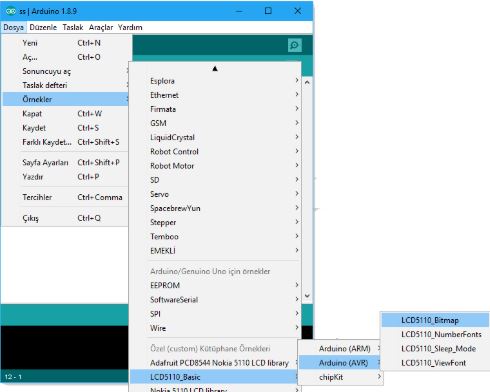 ss | Arduino 1.8.9
Dosya Düzenle Taslak Araçlar Yardım
Yeni Ctrl+N
Aç... Ctrl+O
Sonuncuyu aç
Taslak defteri
Örnekler
Kapat Ctrl+W
Kaydet Ctrl+S
Farklı Kaydet... Ctrl+Shift+S
Sayfa Ayarları Ctrl+Shift+P
Yazdır Ctrl+P
Tercihler Ctrl+Comma
Çıkış Ctrl+Q
Esplora
Ethernet
Firmata
GSM
LiquidCrystal
Robot Control
Robot Motor
SD
Servo
SpacebrewYun
Stepper
Temboo
EMEKLİ
Arduino/Genuino Uno için örnekler
EEPROM
SoftwareSerial
SPI
Wire
Özel (custom) Kütüphane Örnekleri
Adafruit PCD8544 Nokia 5110 LCD library
LCD5110_Basic
Nokia 5110 LCD library
Arduino (ARM)
Arduino (AVR)
chipKit
LCD5110_Bitmap
LCD5110_NumberFonts
LCD5110_Sleep_Mode
LCD5110_ViewFont
12 - 1